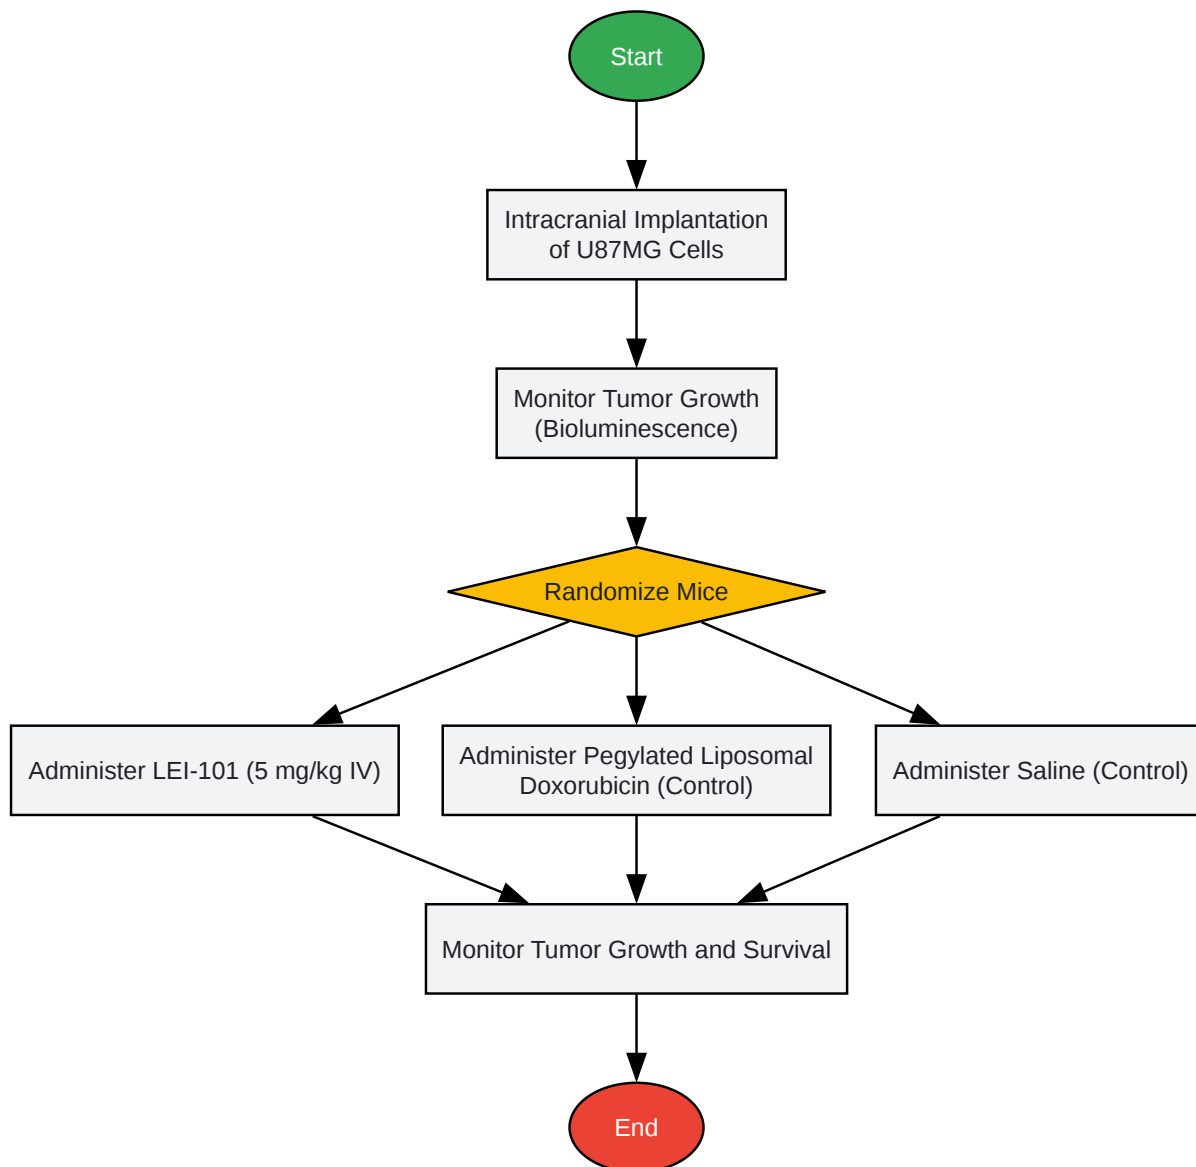 Start
Intracranial Implantation
of U87MG Cells
Monitor Tumor Growth
(Bioluminescence)
Randomize Mice
Administer LEI-101 (5 mg/kg IV)
Administer Pegylated Liposomal
Doxorubicin (Control)
Administer Saline (Control)
Monitor Tumor Growth and Survival
End